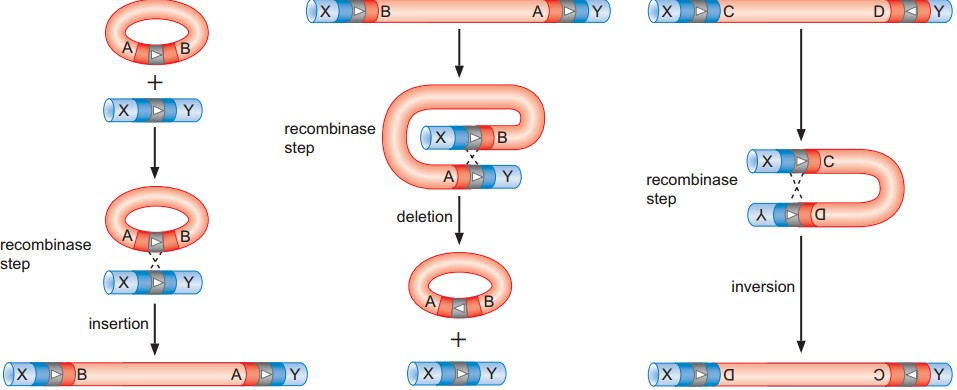 A B
+
X Y
A B
recombinase
step
X Y
insertion
X B A Y
X B A Y
recombinase
step
X B
A Y
deletion
A B
+
X Y
X C D Y
X C
recombinase
step
Y D
inversion
X D C Y